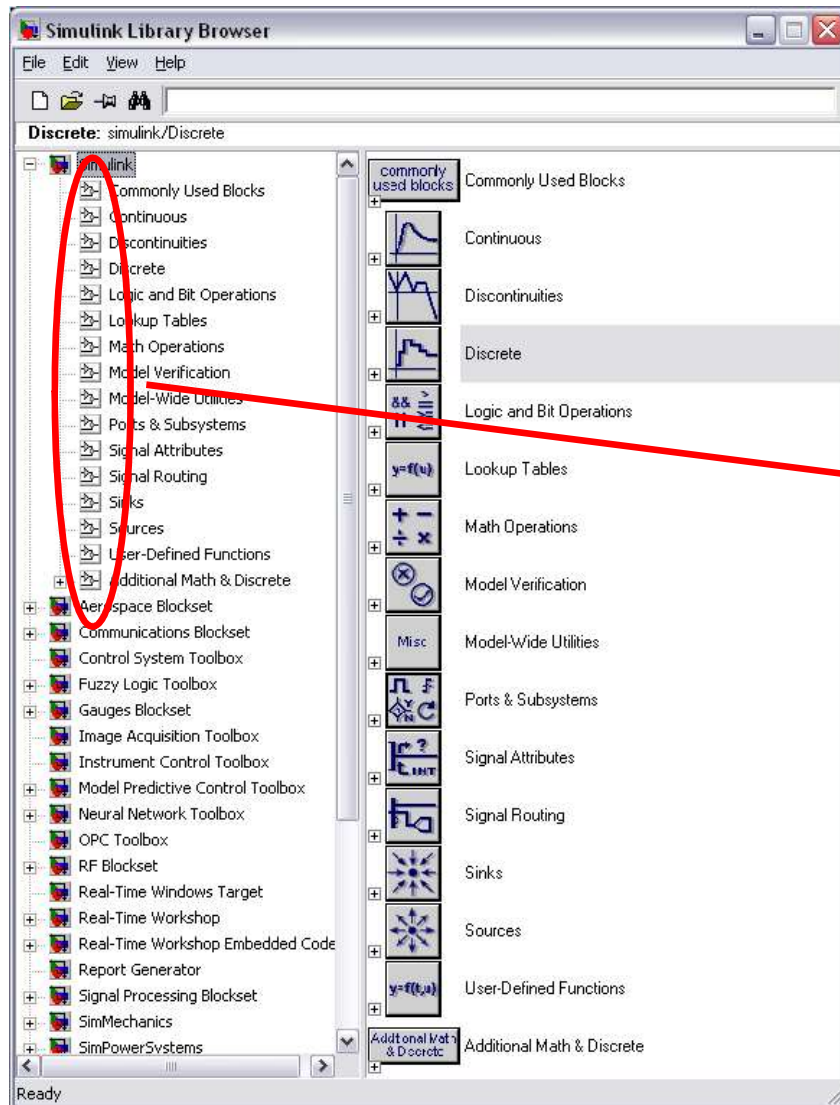 Simulink Library Browser
File Edit View Help
Discrete: simulink/Discrete
Simulink
Commonly Used Blocks
Continuous
Discontinuities
Discrete
Logic and Bit Operations
Lookup Tables
Math Operations
Model Verification
Model-Wide Utilities
Ports & Subsystems
Signal Attributes
Signal Routing
Sinks
Sources
User-Defined Functions
Additional Math & Discrete
Aerospace Blockset
Communications Blockset
Control System Toolbox
Fuzzy Logic Toolbox
Gauges Blockset
Image Acquisition Toolbox
Instrument Control Toolbox
Model Predictive Control Toolbox
Neural Network Toolbox
OPC Toolbox
RF Blockset
Real-Time Windows Target
Real-Time Workshop
Real-Time Workshop Embedded Code
Report Generator
Signal Processing Blockset
SimMechanics
SimPowerSystems
commonly
used blocks
Commonly Used Blocks
Continuous
Discontinuities
Discrete
Logic and Bit Operations
y=f(u)
Lookup Tables
+ −
÷ ×
Math Operations
Model Verification
Misc
Model-Wide Utilities
Ports & Subsystems
Signal Attributes
Signal Routing
Sinks
Sources
y=f(t,u)
User-Defined Functions
Additional Math
& Discrete
Additional Math & Discrete
Ready